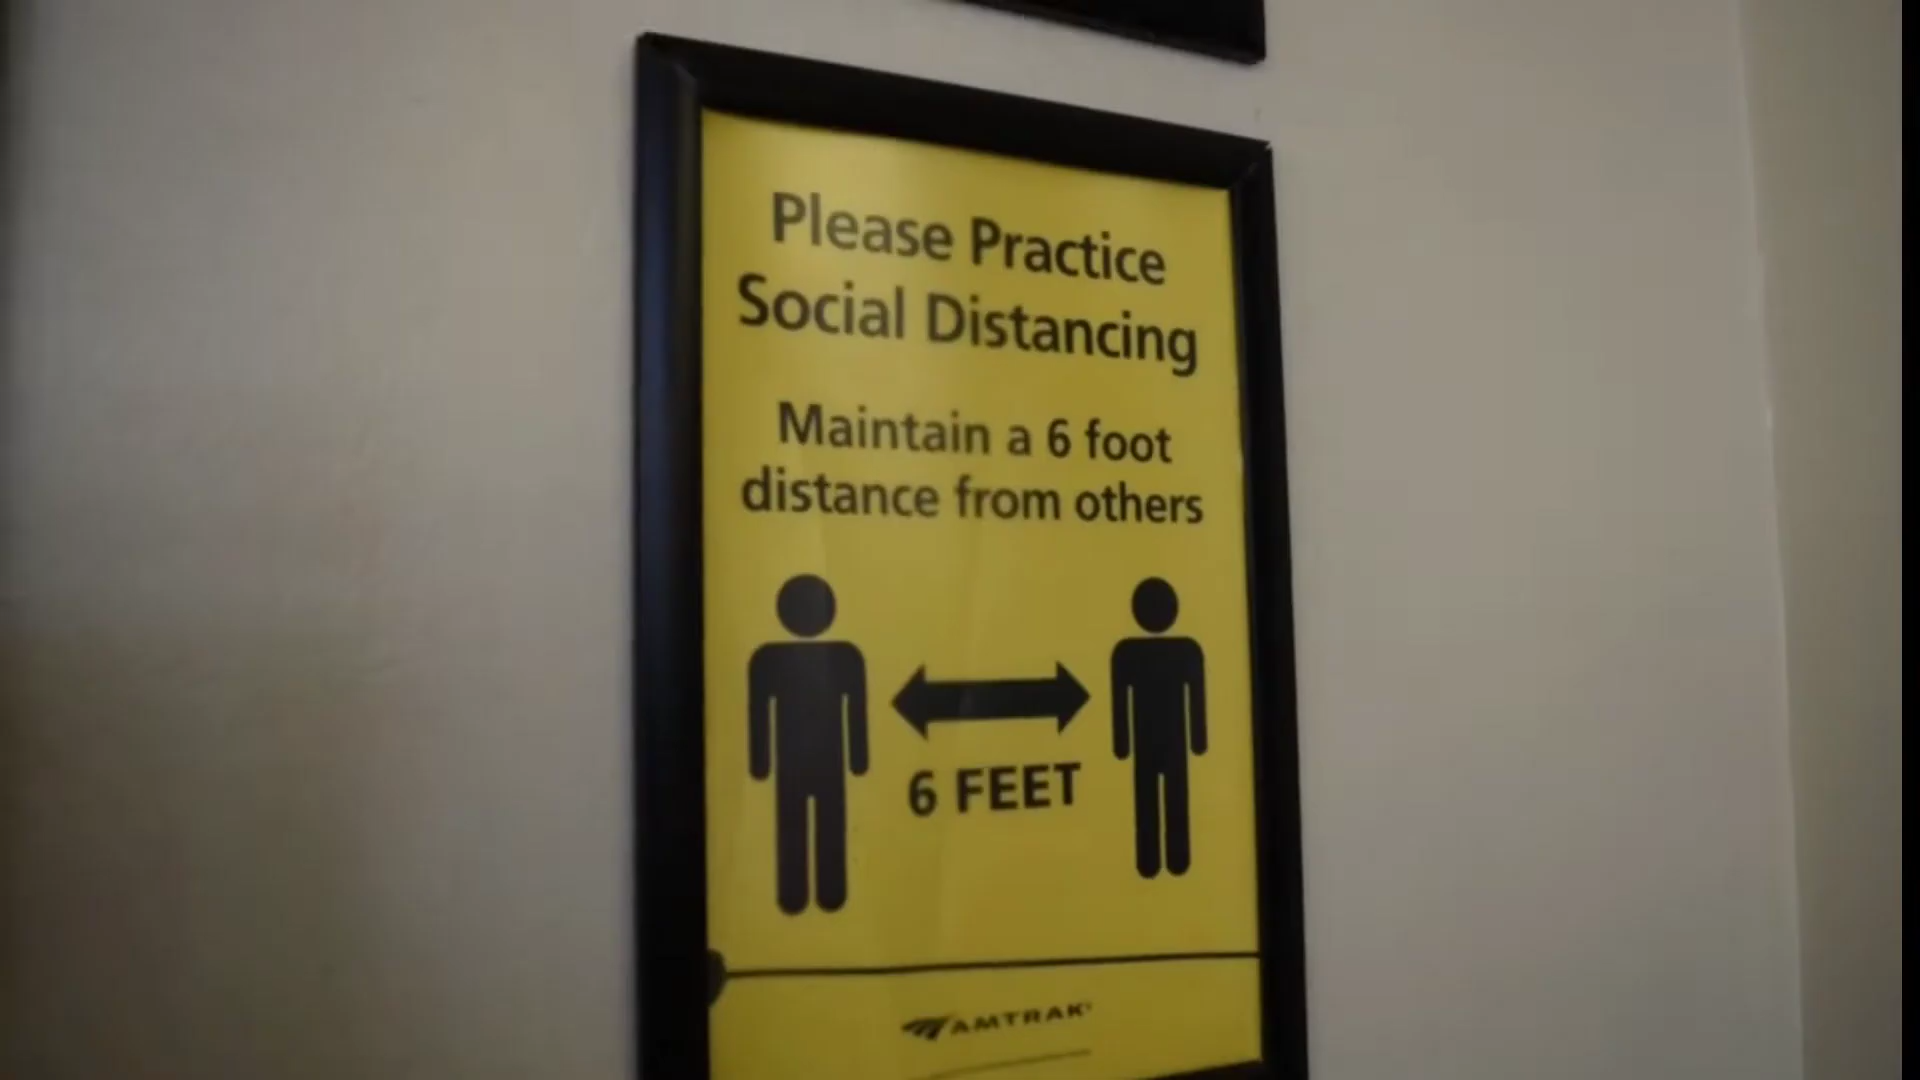 Please Practice
Social Distancing
Maintain a 6 foot
distance from others
6 FEET
AMTRAK